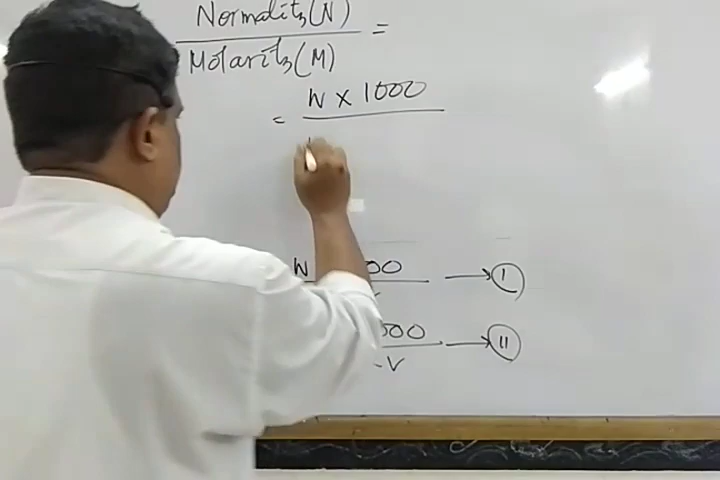 Normality(N)
Molarity(M) =
= W × 1000
W 00 → I
000 → II
- V